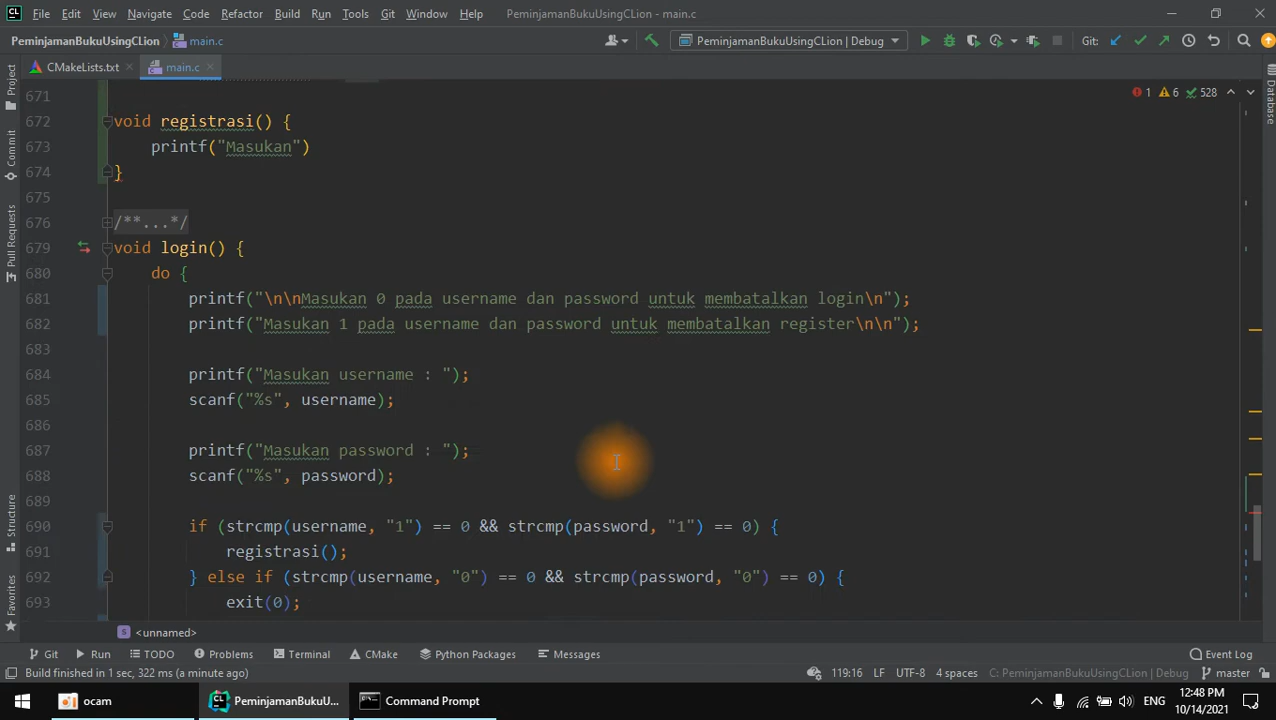 File Edit View Navigate Code Refactor Build Run Tools Git Window Help PeminjamanBukuUsingCLion - main.c
PeminjamanBukuUsingCLion main.c PeminjamanBukuUsingCLion | Debug Git:
CMakeLists.txt main.c
Project
Commit
Pull Requests
Structure
Favorites
Database
1 6 528
671
672 void registrasi() {
673 printf("Masukan")
674 }
675
676 /**...*/
679 void login() {
680 do {
681 printf("\n\nMasukan 0 pada username dan password untuk membatalkan login\n");
682 printf("Masukan 1 pada username dan password untuk membatalkan register\n\n");
683
684 printf("Masukan username : ");
685 scanf("%s", username);
686
687 printf("Masukan password : ");
688 scanf("%s", password);
689
690 if (strcmp(username, "1") == 0 && strcmp(password, "1") == 0) {
691 registrasi();
692 } else if (strcmp(username, "0") == 0 && strcmp(password, "0") == 0) {
693 exit(0);
s <unnamed>
Git Run TODO Problems Terminal CMake Python Packages Messages Event Log
Build finished in 1 sec, 322 ms (a minute ago) 119:16 LF UTF-8 4 spaces C: PeminjamanBukuUsingCLion | Debug master
ocam PeminjamanBukuU... Command Prompt ENG 12:48 PM
10/14/2021